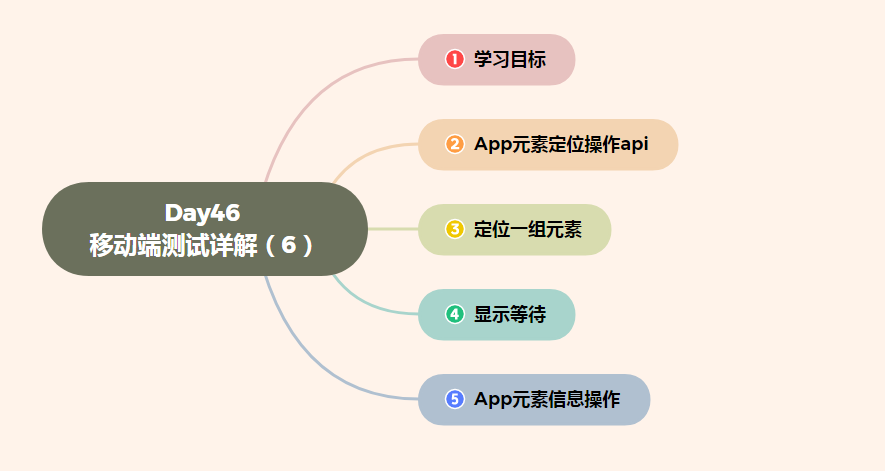 Day46
移动端测试详解（6）
1 学习目标
2 App元素定位操作api
3 定位一组元素
4 显示等待
5 App元素信息操作